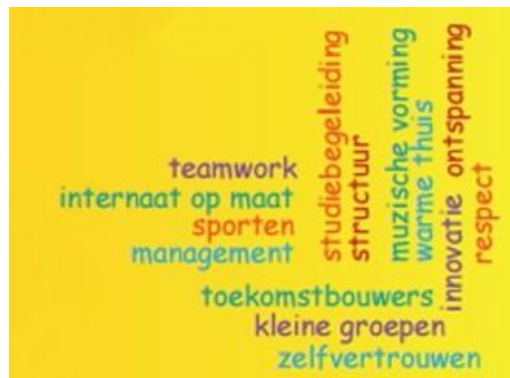 teamwork
internaat op maat
sporten
management
studiebegeleiding
structuur
muzische vorming
warme thuis
innovatie
ontspanning
respect
toekomstbouwers
kleine groepen
zelfvertrouwen